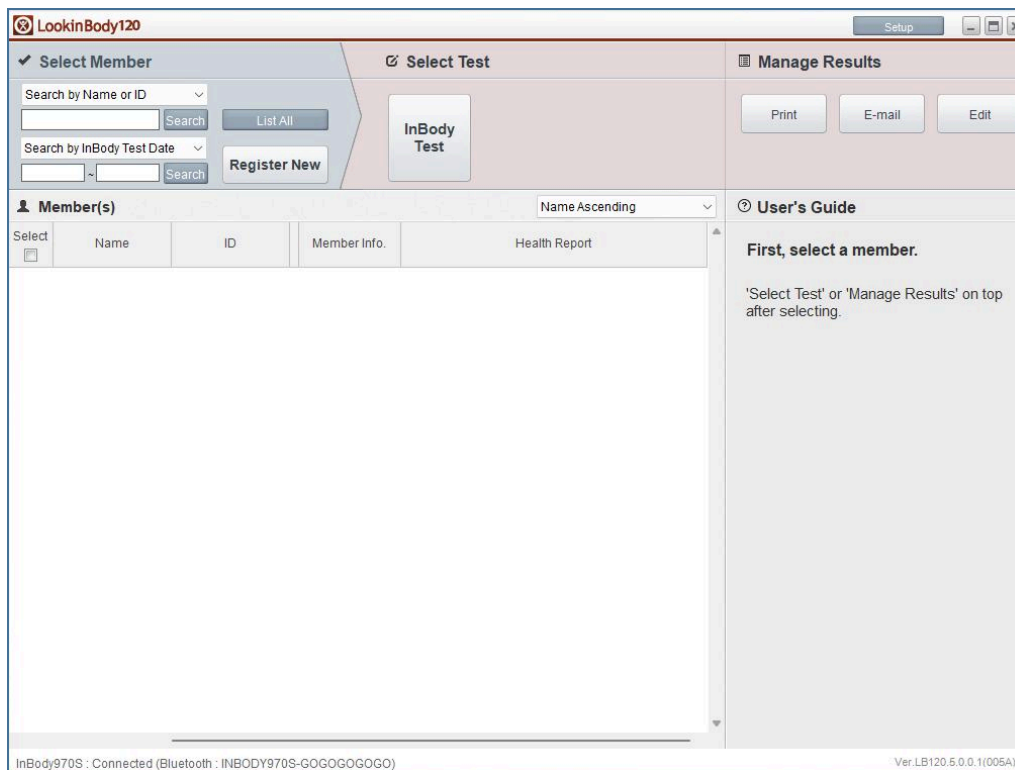 LookinBody120
Setup
Select Member
Select Test
Manage Results
Search by Name or ID
Search
List All
Search by InBody Test Date
~
Search
Register New
InBody
Test
Print
E-mail
Edit
Member(s)
Name Ascending
User's Guide
Select
Name
ID
Member Info.
Health Report
First, select a member.
'Select Test' or 'Manage Results' on top
after selecting.
InBody970S : Connected (Bluetooth : INBODY970S-GOGOGOGOGO)
Ver.LB120.5.0.0.1(005A)